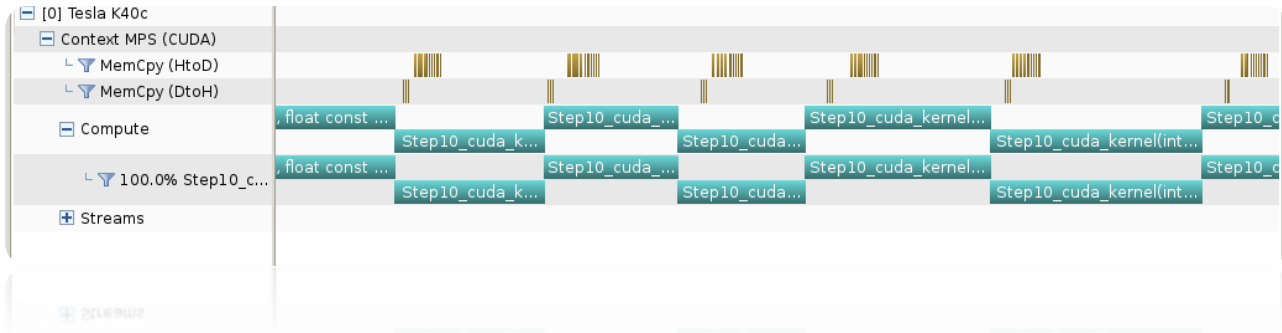 [0] Tesla K40c
Context MPS (CUDA)
MemCpy (HtoD)
MemCpy (DtoH)
Compute
, float const ...
Step10_cuda_...
Step10_cuda_kernel...
Step10_c
Step10_cuda_k...
Step10_cuda...
Step10_cuda_kernel(int...
100.0% Step10_c...
, float const ...
Step10_cuda_...
Step10_cuda_kernel...
Step10_c
Step10_cuda_k...
Step10_cuda...
Step10_cuda_kernel(int...
Streams
Streams